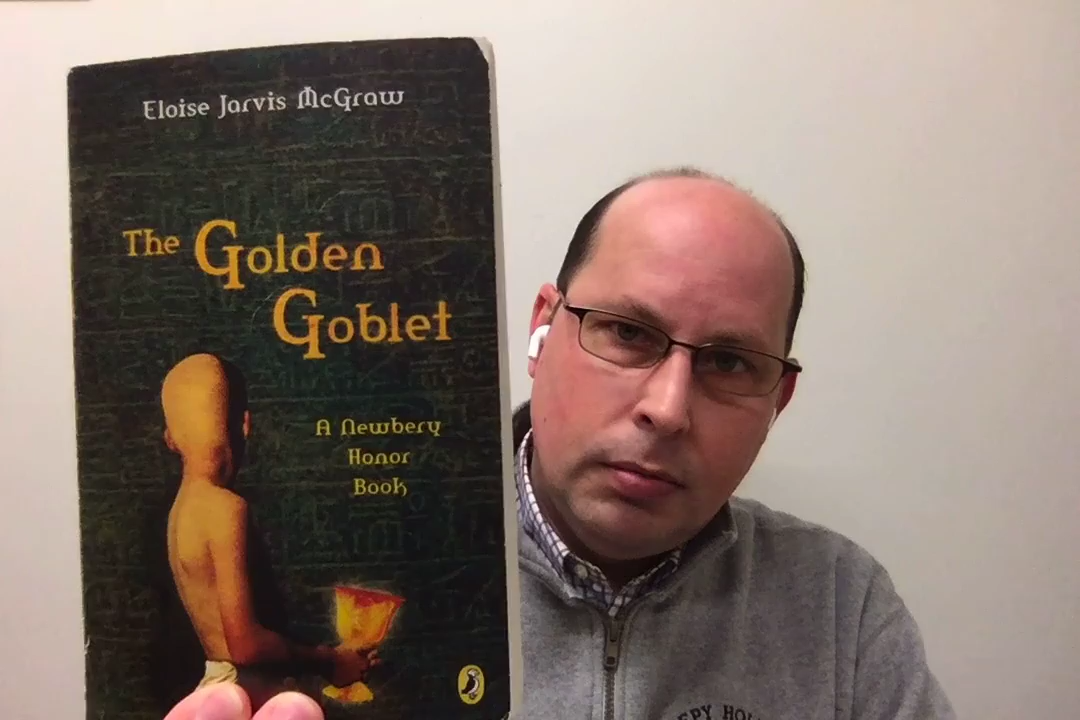 Eloise Jarvis McGraw
The Golden
Goblet
A Newbery
Honor
Book